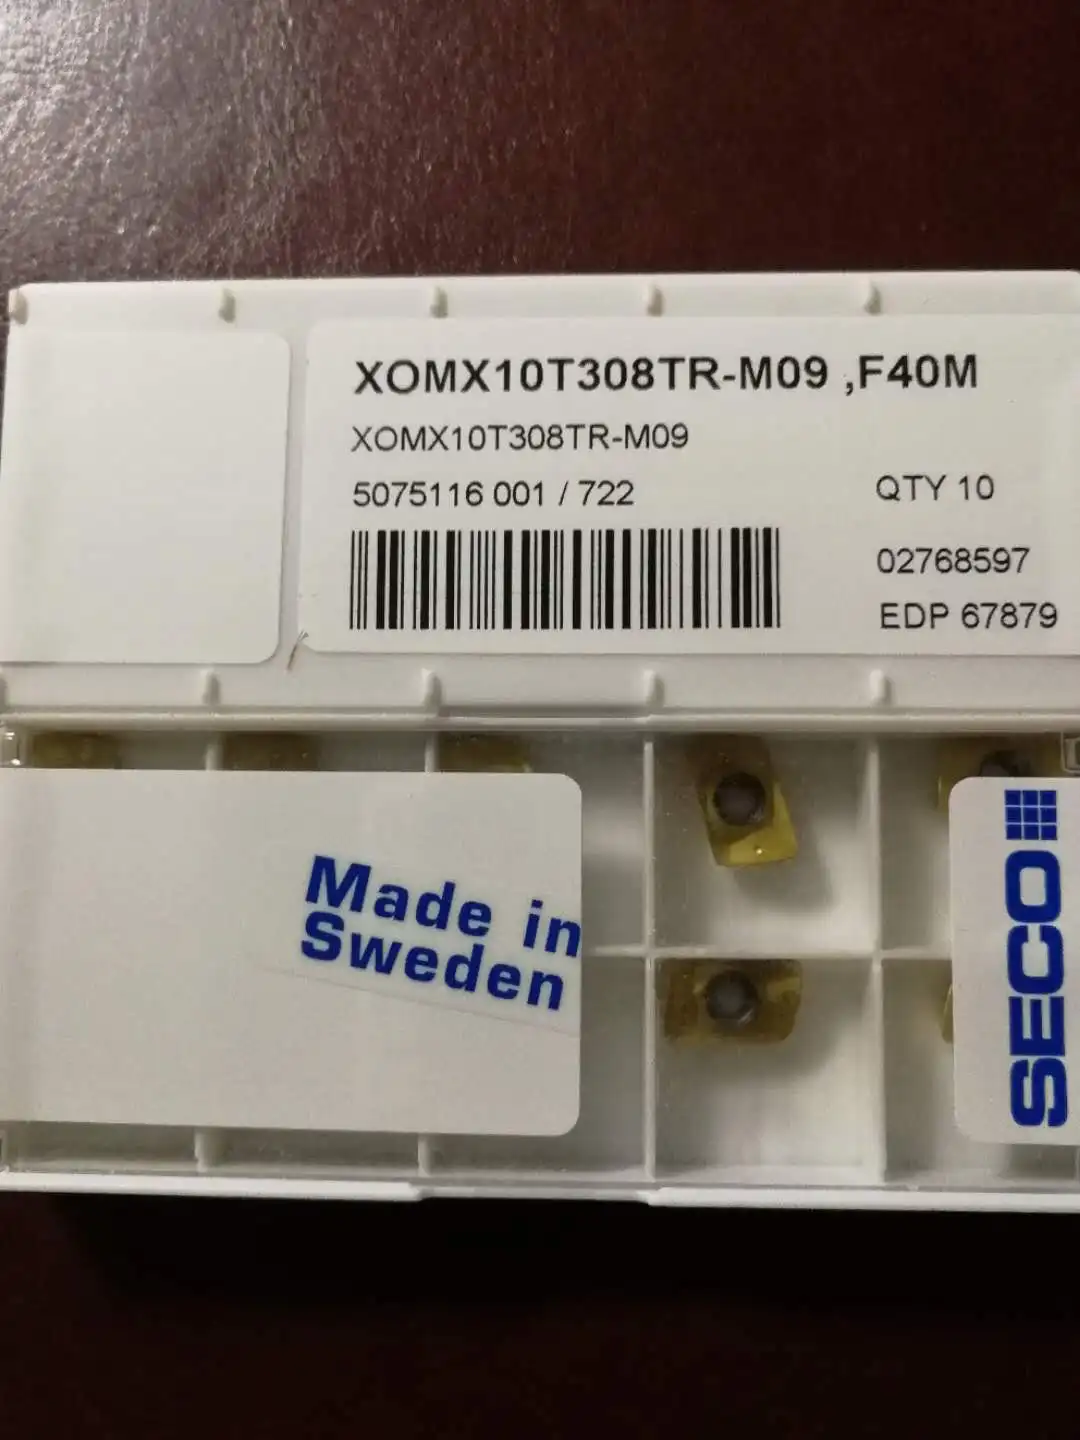 XOMX10T308TR-M09 ,F40M
XOMX10T308TR-M09
5075116 001 / 722
QTY 10
02768597
EDP 67879
Made in
Sweden
SECO